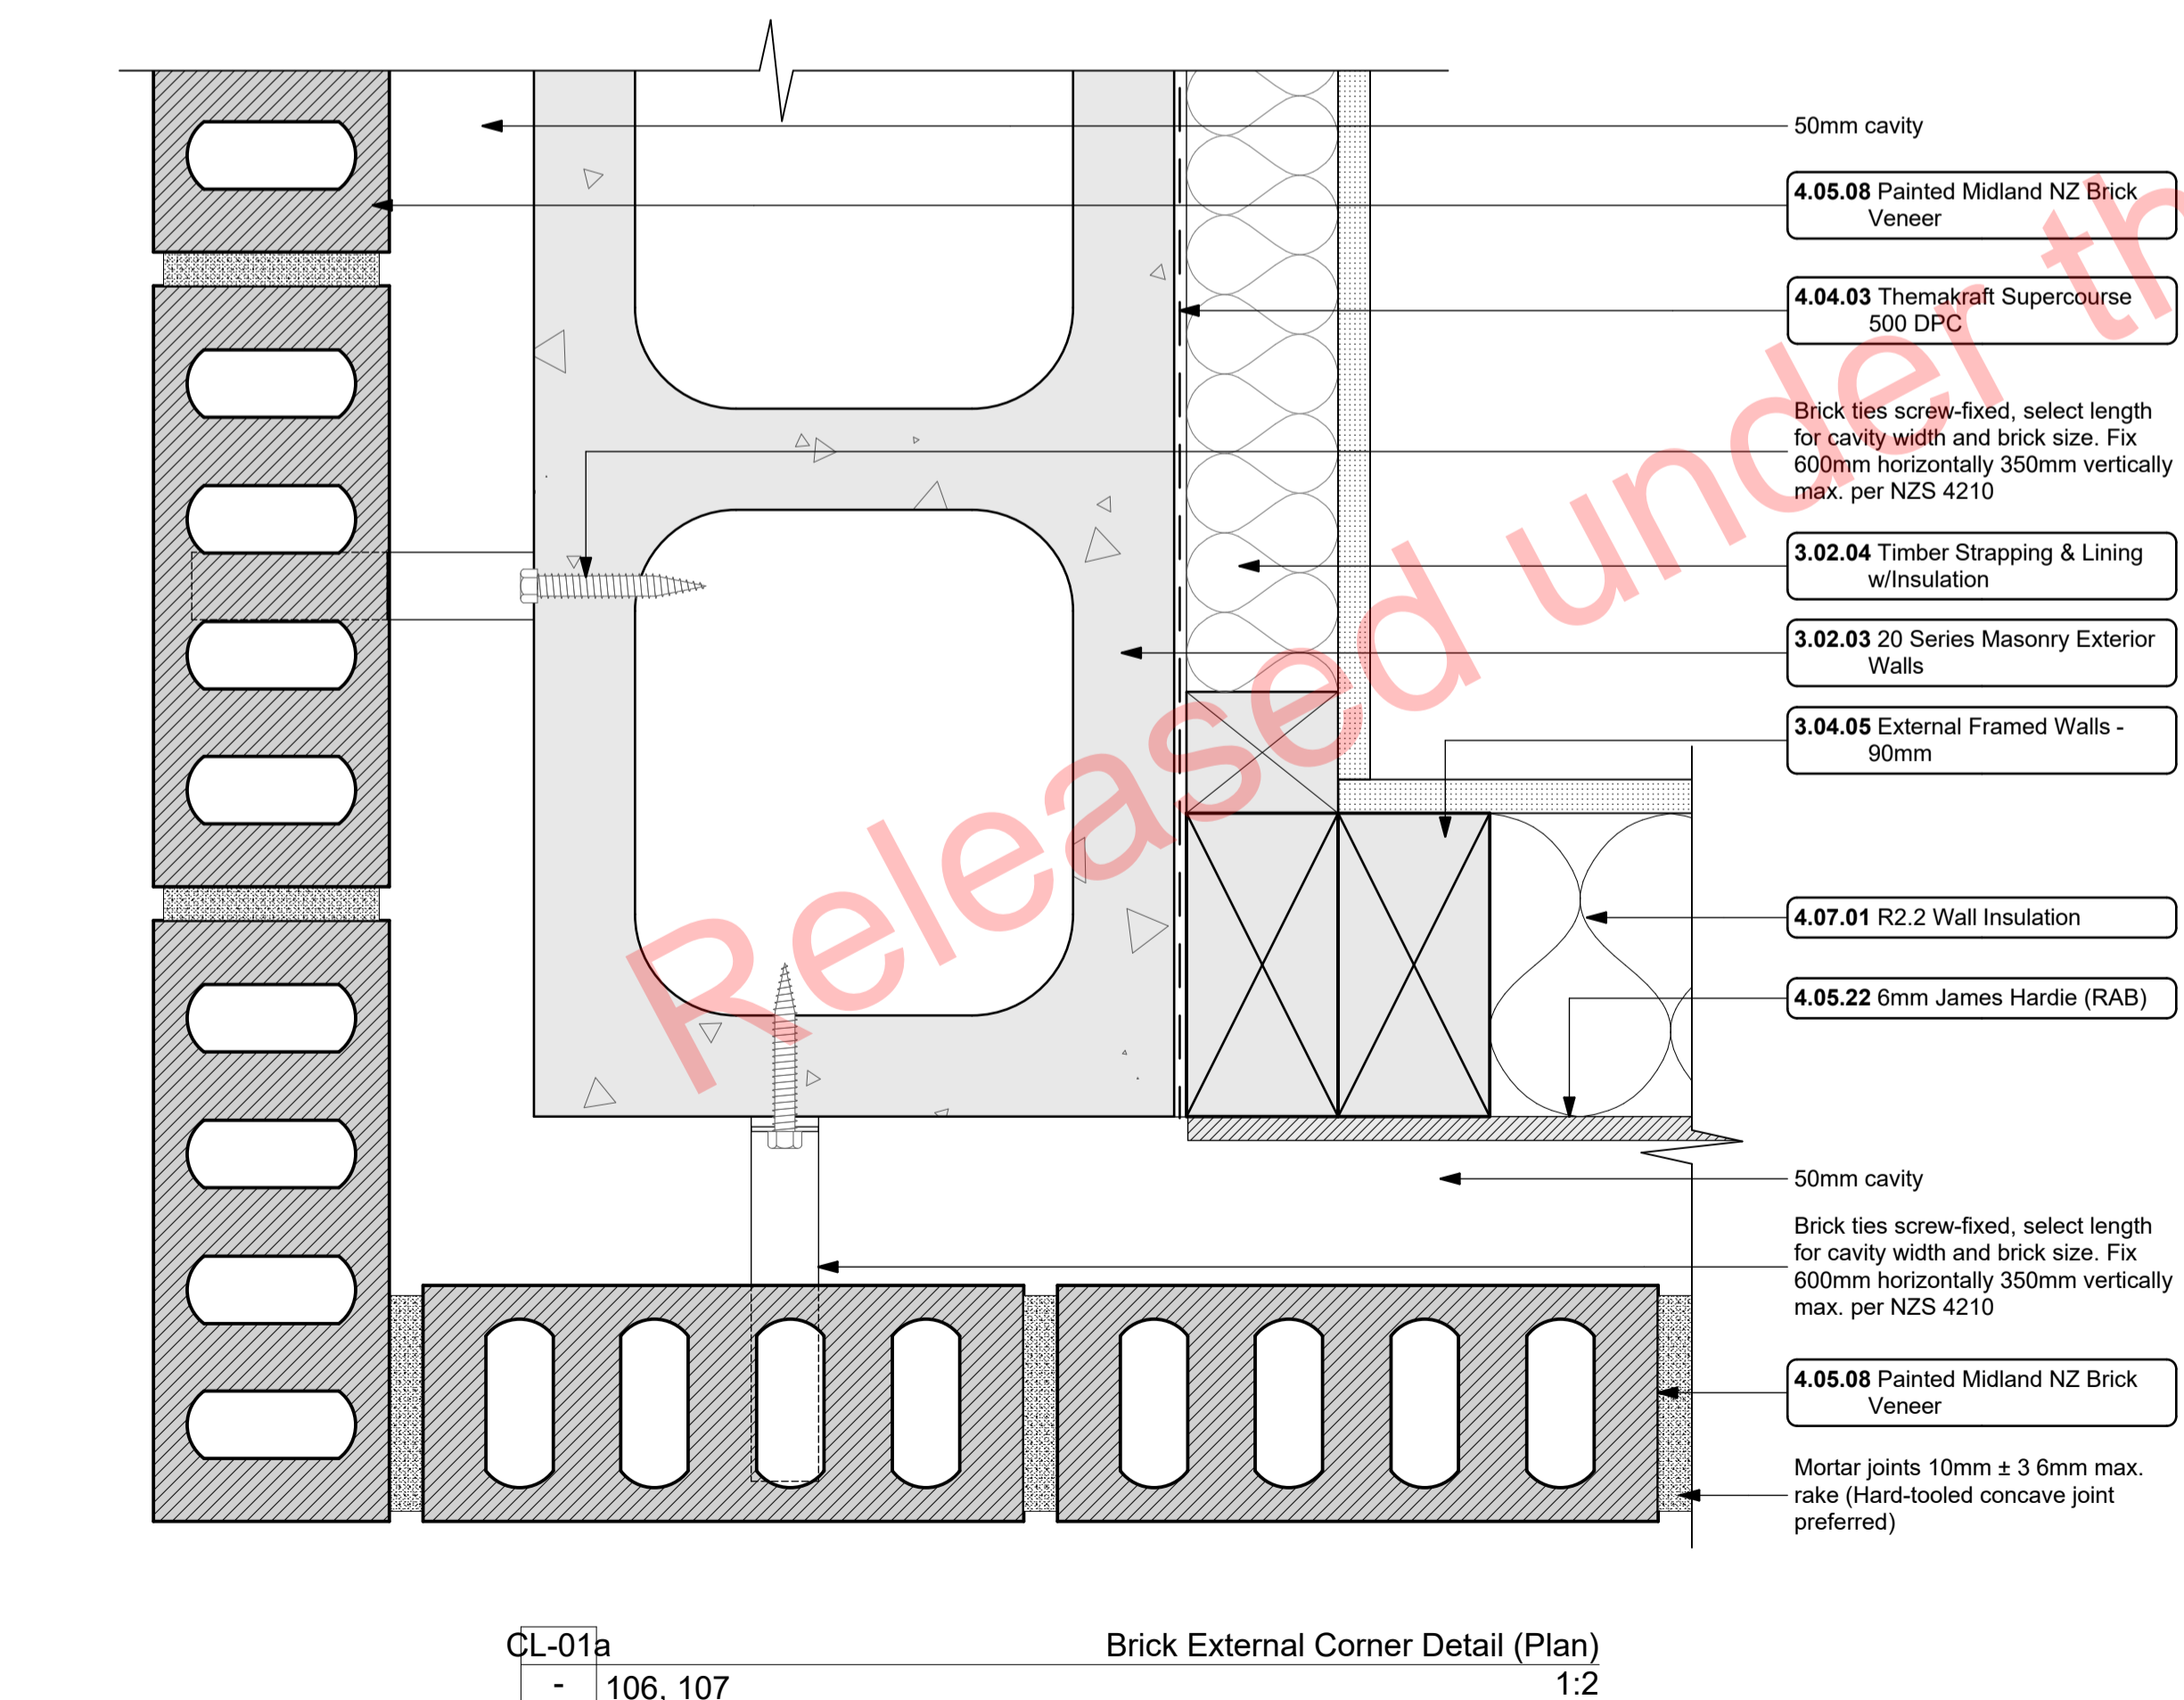 50mm cavity
4.05.08 Painted Midland NZ Brick
Veneer
4.04.03 Themakraft Supercourse
500 DPC
Brick ties screw-fixed, select length
for cavity width and brick size. Fix
600mm horizontally 350mm vertically
max. per NZS 4210
3.02.04 Timber Strapping & Lining
w/Insulation
3.02.03 20 Series Masonry Exterior
Walls
3.04.05 External Framed Walls -
90mm
4.07.01 R2.2 Wall Insulation
4.05.22 6mm James Hardie (RAB)
50mm cavity
Brick ties screw-fixed, select length
for cavity width and brick size. Fix
600mm horizontally 350mm vertically
max. per NZS 4210
4.05.08 Painted Midland NZ Brick
Veneer
Mortar joints 10mm ± 3 6mm max.
rake (Hard-tooled concave joint
preferred)
Released under th
CL-01a
Brick External Corner Detail (Plan)
-
106, 107
1:2